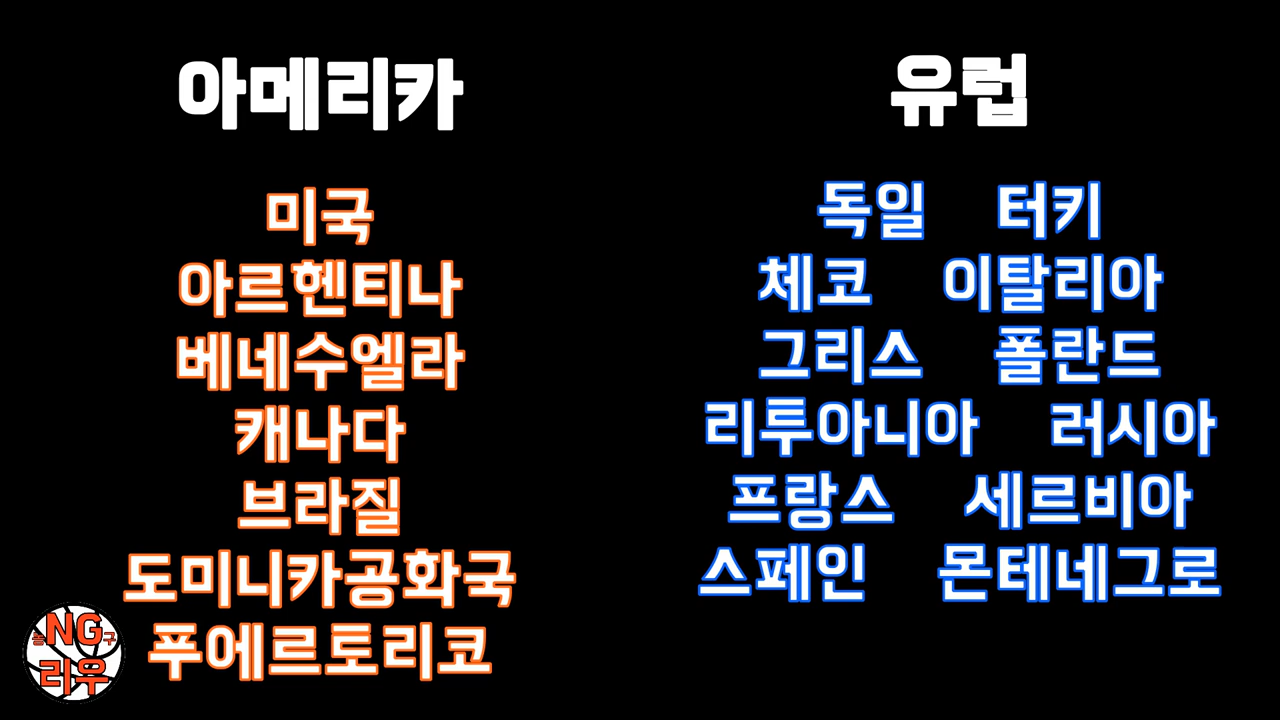 아메리카
미국
아르헨티나
베네수엘라
캐나다
브라질
도미니카공화국
푸에르토리코
유럽
독일 터키
체코 이탈리아
그리스 폴란드
리투아니아 러시아
프랑스 세르비아
스페인 몬테네그로
농NG구
리우